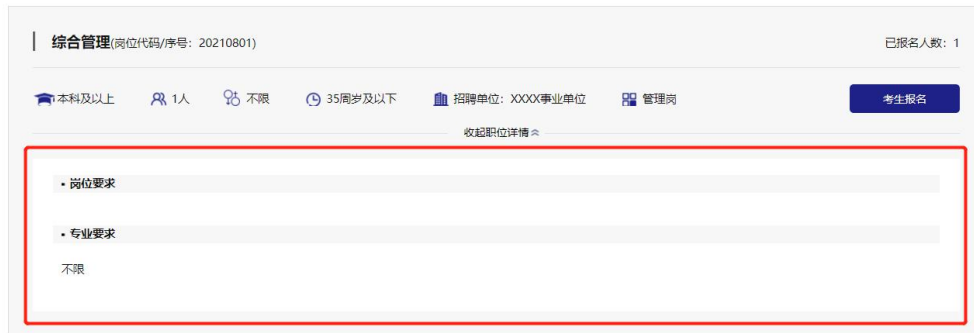 综合管理(岗位代码/序号：20210801) 已报名人数：1
本科及以上 1人 不限 35周岁及以下 招聘单位：XXXX事业单位 管理岗 考生报名
收起职位详情
• 岗位要求
• 专业要求
不限